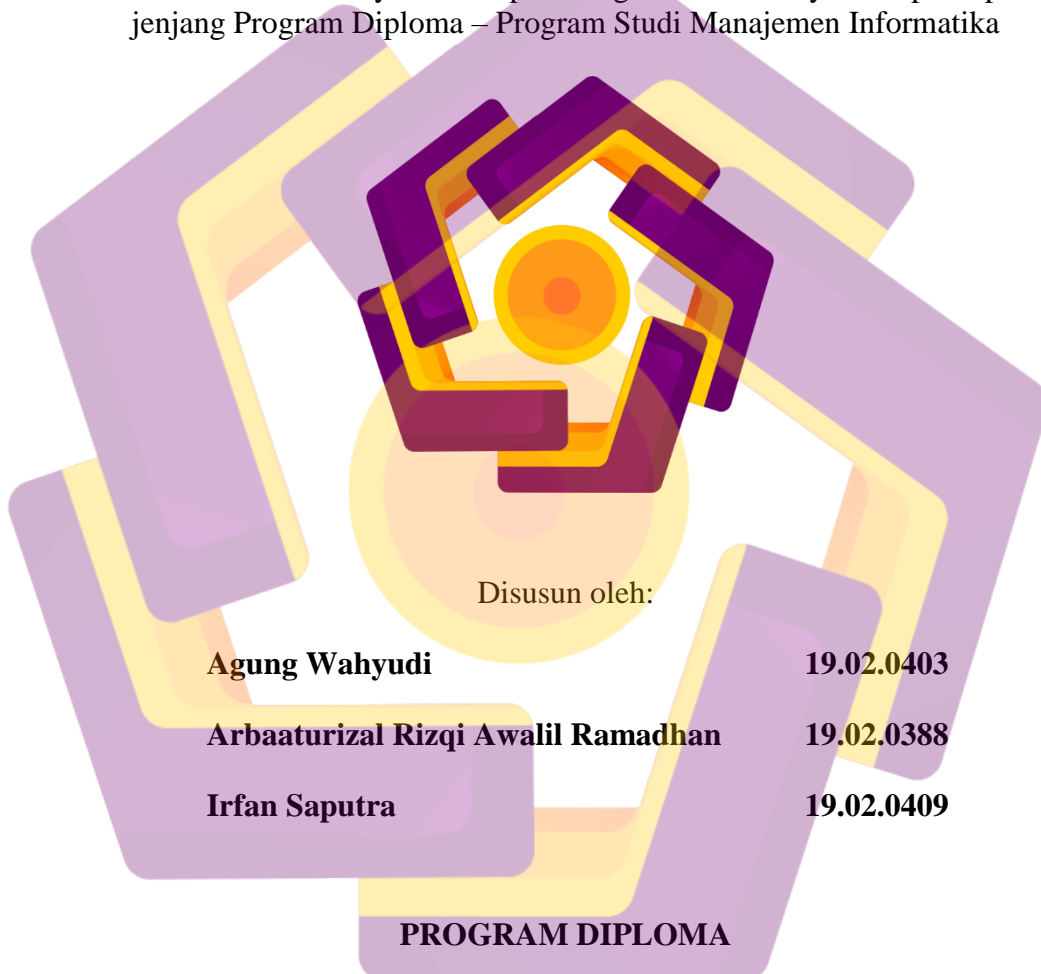 jenjang Program Diploma – Program Studi Manajemen Informatika
Disusun oleh:
Agung Wahyudi 19.02.0403
Arbaaturizal Rizqi Awalil Ramadhan 19.02.0388
Irfan Saputra 19.02.0409
PROGRAM DIPLOMA